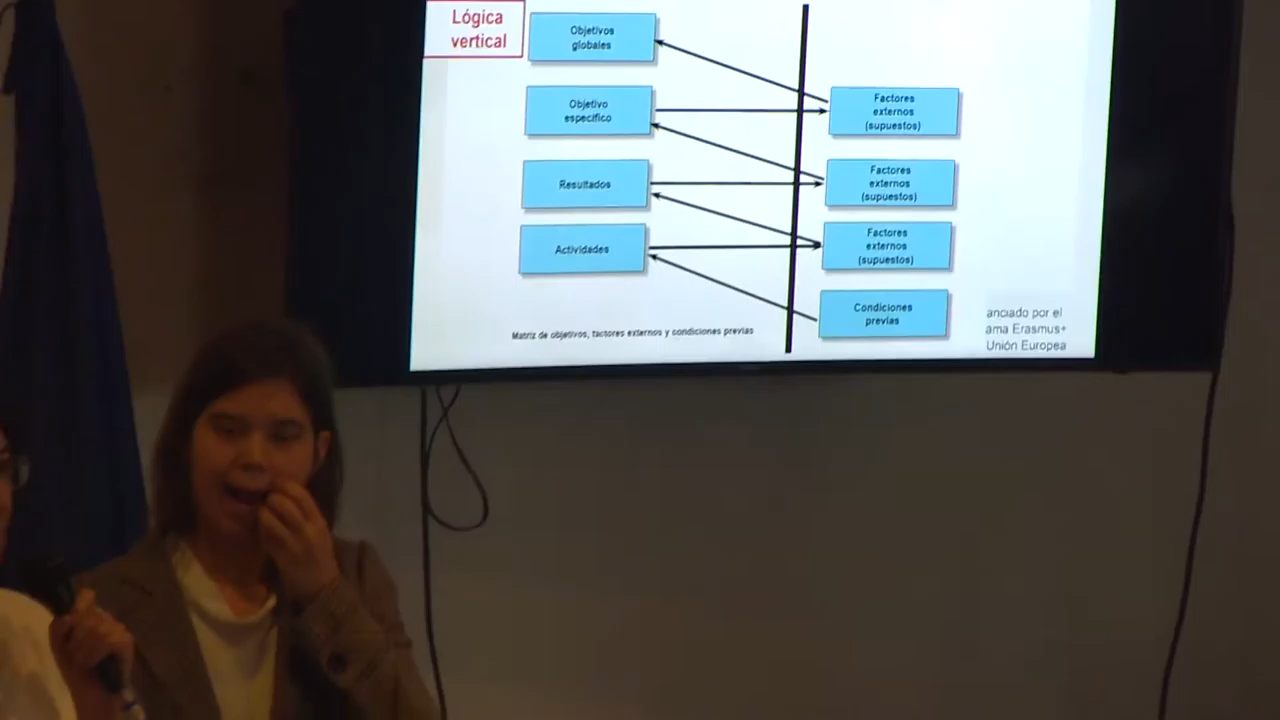 Lógica
vertical
Objetivos
globales
Objetivo
específico
Factores
externos
(supuestos)
Resultados
Factores
externos
(supuestos)
Actividades
Factores
externos
(supuestos)
Condiciones
previas
Matriz de objetivos, factores externos y condiciones previas
anciado por el
ama Erasmus+
Unión Europea